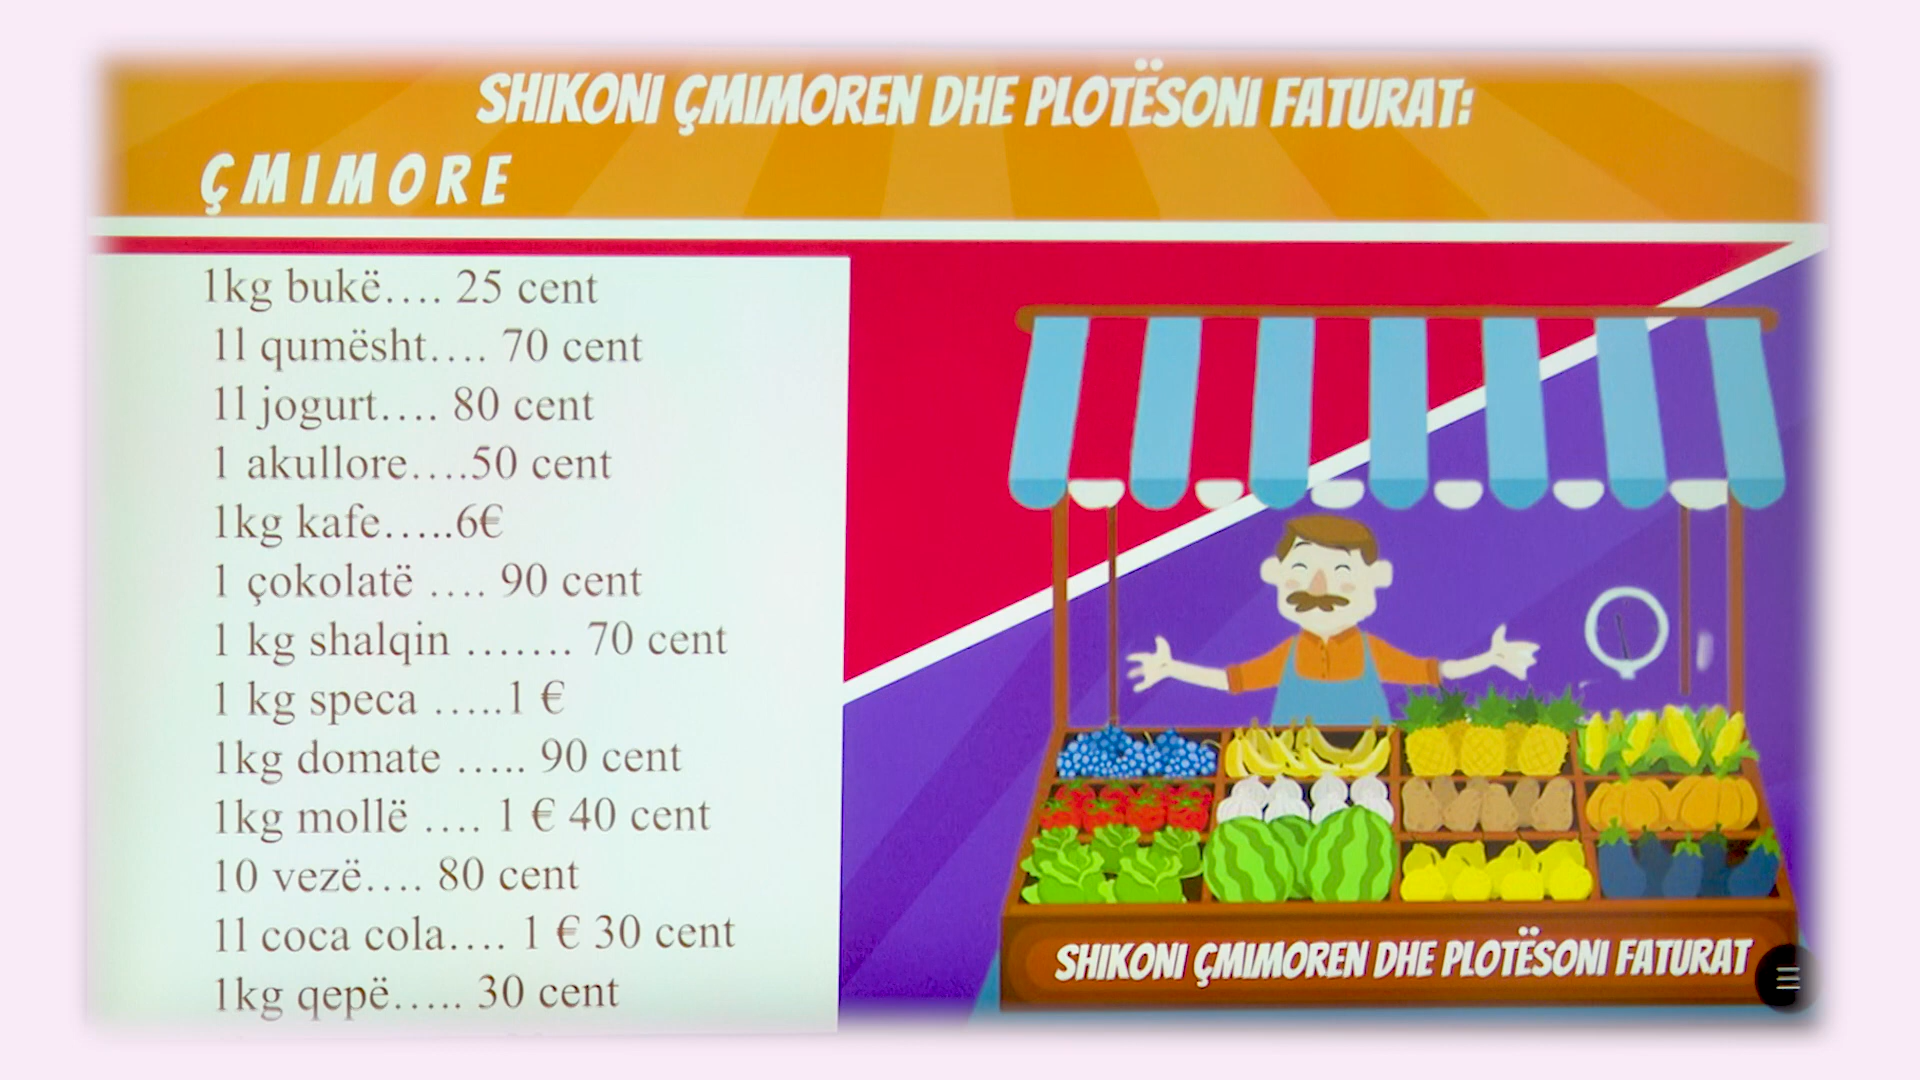 SHIKONI ÇMIMOREN DHE PLOTËSONI FATURAT:
ÇMIMORE
1kg bukë.... 25 cent
1l qumësht.... 70 cent
1l jogurt.... 80 cent
1 akullore....50 cent
1kg kafe.....6€
1 çokolatë .... 90 cent
1 kg shalqin ....... 70 cent
1 kg speca .....1 €
1kg domate ..... 90 cent
1kg mollë .... 1 € 40 cent
10 vezë.... 80 cent
1l coca cola.... 1 € 30 cent
1kg qepë..... 30 cent
SHIKONI ÇMIMOREN DHE PLOTËSONI FATURAT